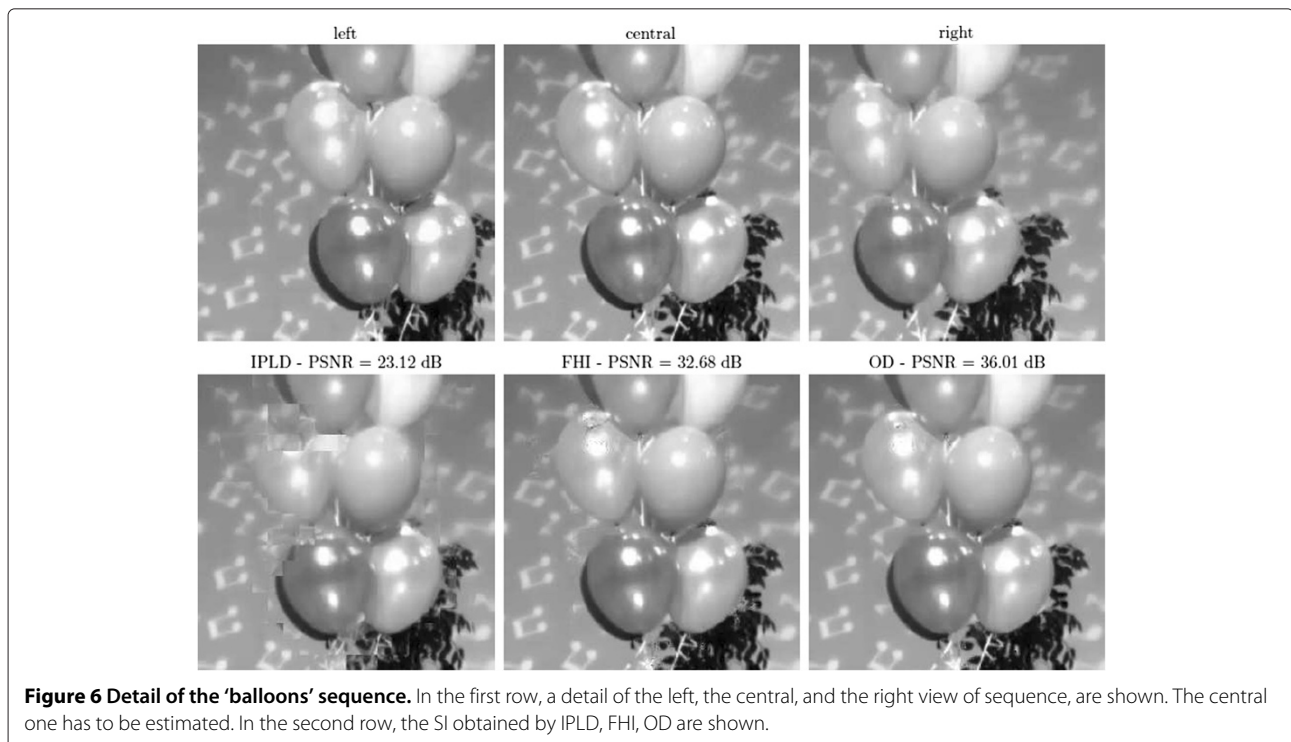 left central right
IPLD - PSNR = 23.12 dB FHI - PSNR = 32.68 dB OD - PSNR = 36.01 dB
Figure 6 Detail of the ‘balloons’ sequence. In the first row, a detail of the left, the central, and the right view of sequence, are shown. The central
one has to be estimated. In the second row, the SI obtained by IPLD, FHI, OD are shown.